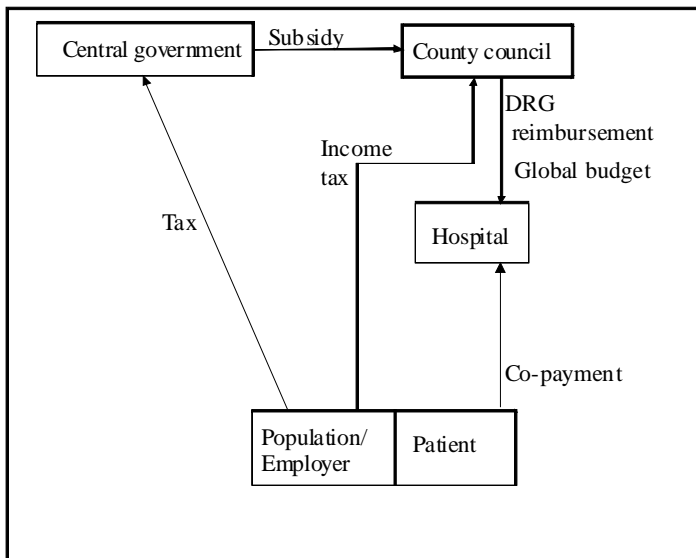 Central government
Subsidy
County council
DRG
reimbursement
Global budget
Income
tax
Tax
Hospital
Co-payment
Population/
Employer
Patient